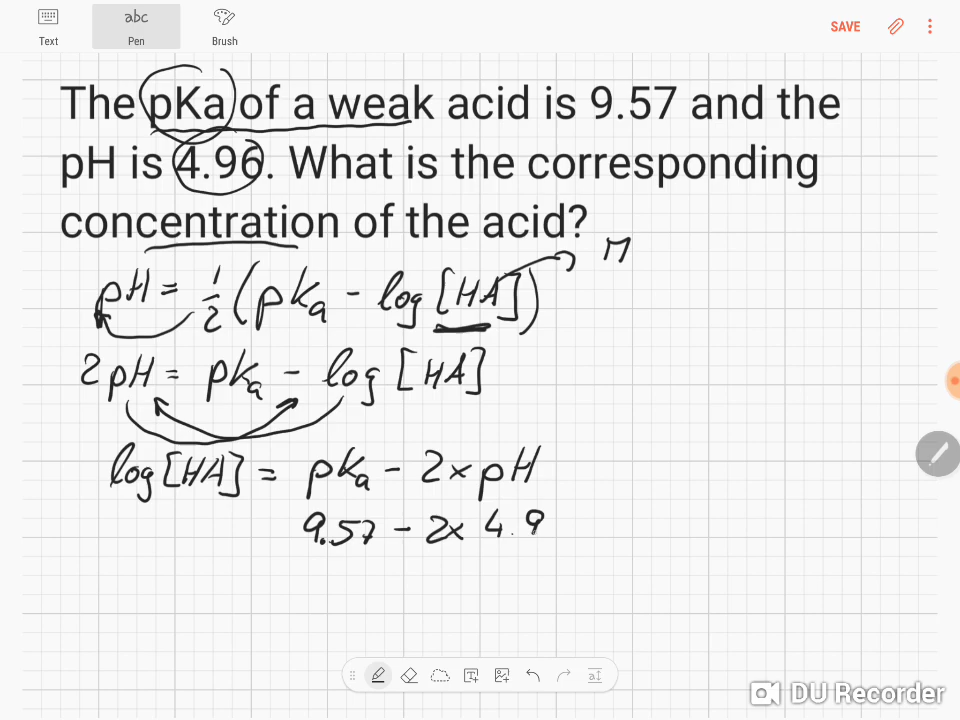 Text
abc
Pen
Brush
SAVE
The pKa of a weak acid is 9.57 and the
pH is 4.96. What is the corresponding
concentration of the acid?
M
pH = 1/2 (pKa - log [HA])
2pH = pKa - log [HA]
log [HA] = pKa - 2 x pH
9.57 - 2x 4.9
DU Recorder